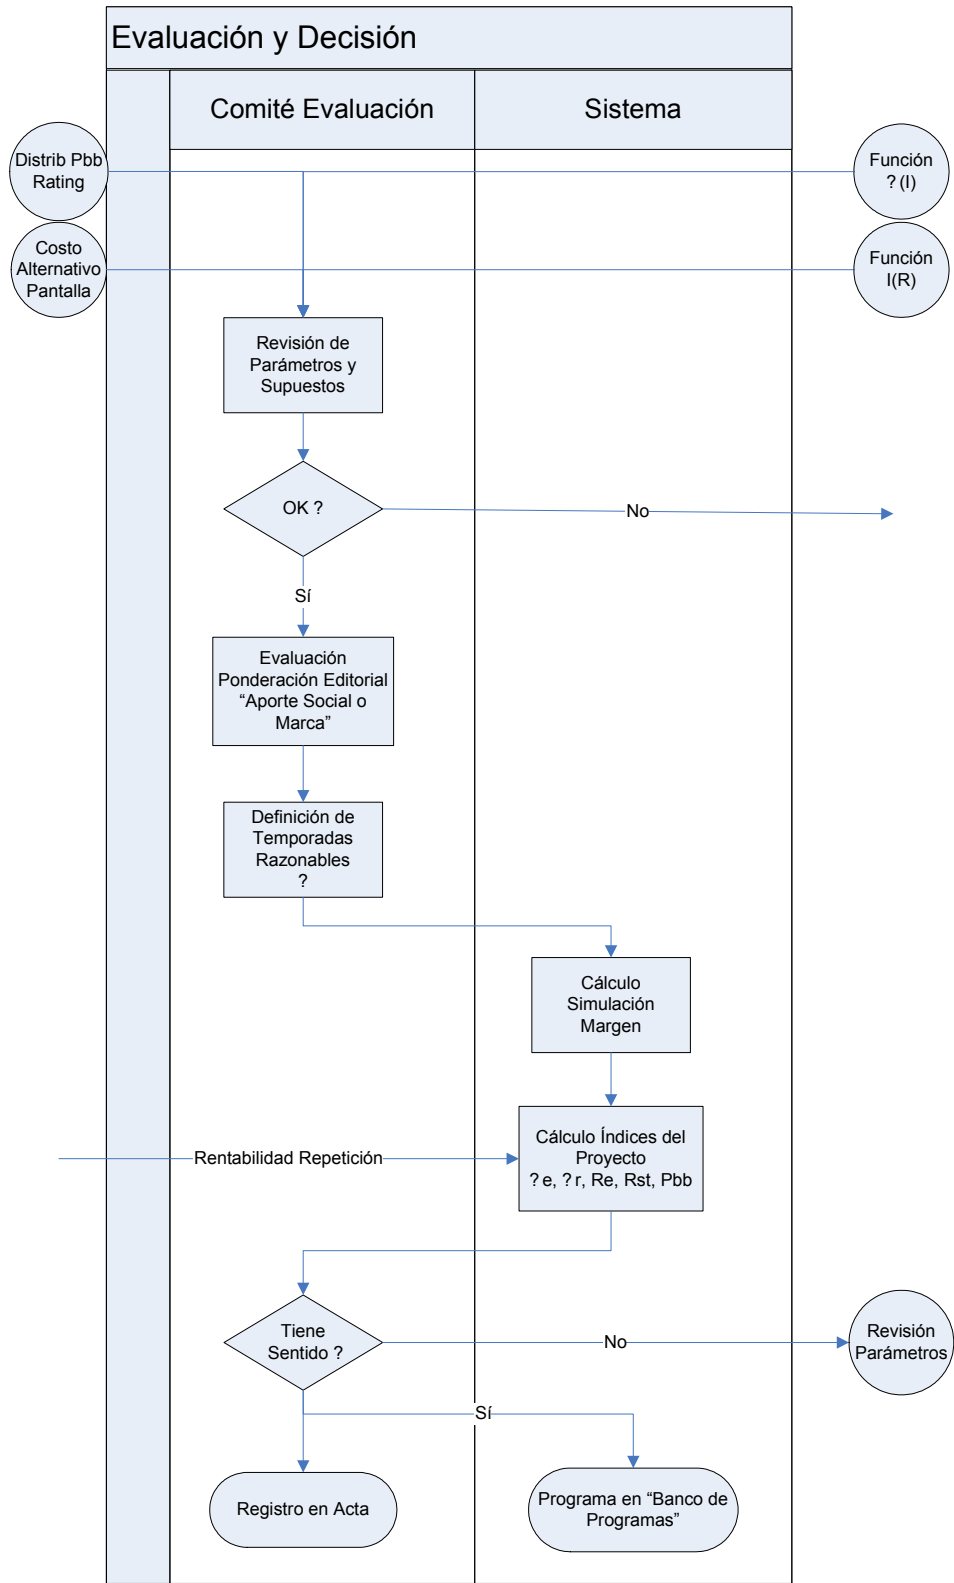 Evaluación y Decisión
Comité Evaluación
Sistema
Distrib Pbb
Rating
Función
? (I)
Costo
Alternativo
Pantalla
Función
I(R)
Revisión de
Parámetros y
Supuestos
OK ?
No
Sí
Evaluación
Ponderación Editorial
“Aporte Social o
Marca”
Definición de
Temporadas
Razonables
?
Cálculo
Simulación
Margen
Rentabilidad Repetición
Cálculo Índices del
Proyecto
? e, ? r, Re, Rst, Pbb
Tiene
Sentido ?
No
Revisión
Parámetros
Sí
Registro en Acta
Programa en “Banco de
Programas”